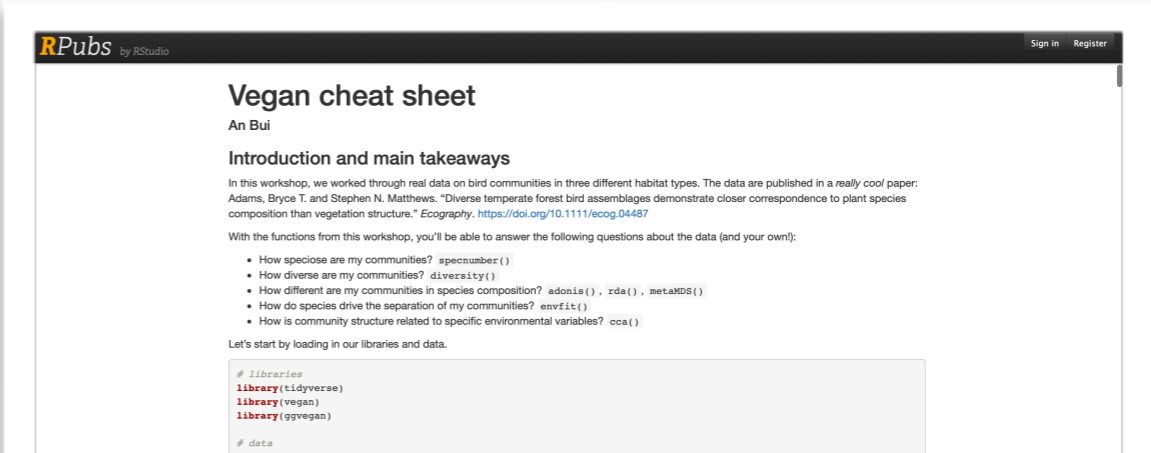 RPubs by RStudio
Sign in Register
Vegan cheat sheet
An Bui
Introduction and main takeaways
In this workshop, we worked through real data on bird communities in three different habitat types. The data are published in a really cool paper:
Adams, Bryce T. and Stephen N. Matthews. “Diverse temperate forest bird assemblages demonstrate closer correspondence to plant species
composition than vegetation structure.” Ecography. https://doi.org/10.1111/ecog.04487
With the functions from this workshop, you’ll be able to answer the following questions about the data (and your own!):
• How speciose are my communities? specnumber()
• How diverse are my communities? diversity()
• How different are my communities in species composition? adonis(), rda(), metaMDS()
• How do species drive the separation of my communities? envfit()
• How is community structure related to specific environmental variables? cca()
Let’s start by loading in our libraries and data.
# libraries
library(tidyverse)
library(vegan)
library(ggvegan)
# data